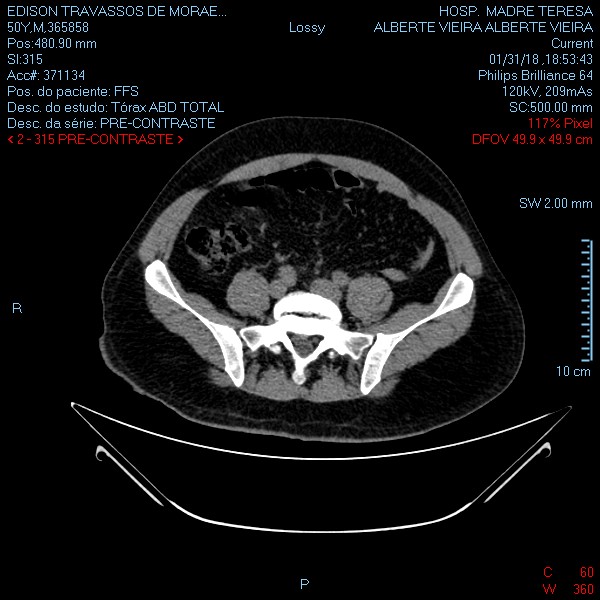 EDISON TRAVASSOS DE MORAE...
50Y,M,365858
Pos:480.90 mm
SI:315
Acc#: 371134
Pos. do paciente: FFS
Desc. do estudo: Tórax ABD TOTAL
Desc. da série: PRE-CONTRASTE
< 2 - 315 PRE-CONTRASTE >
Lossy
HOSP. MADRE TERESA
ALBERTE VIEIRA ALBERTE VIEIRA
Current
01/31/18 ,18:53:43
Philips Brilliance 64
120kV, 209mAs
SC:500.00 mm
117% Pixel
DFOV 49.9 x 49.9 cm
SW 2.00 mm
R
10 cm
P
C 60
W 360